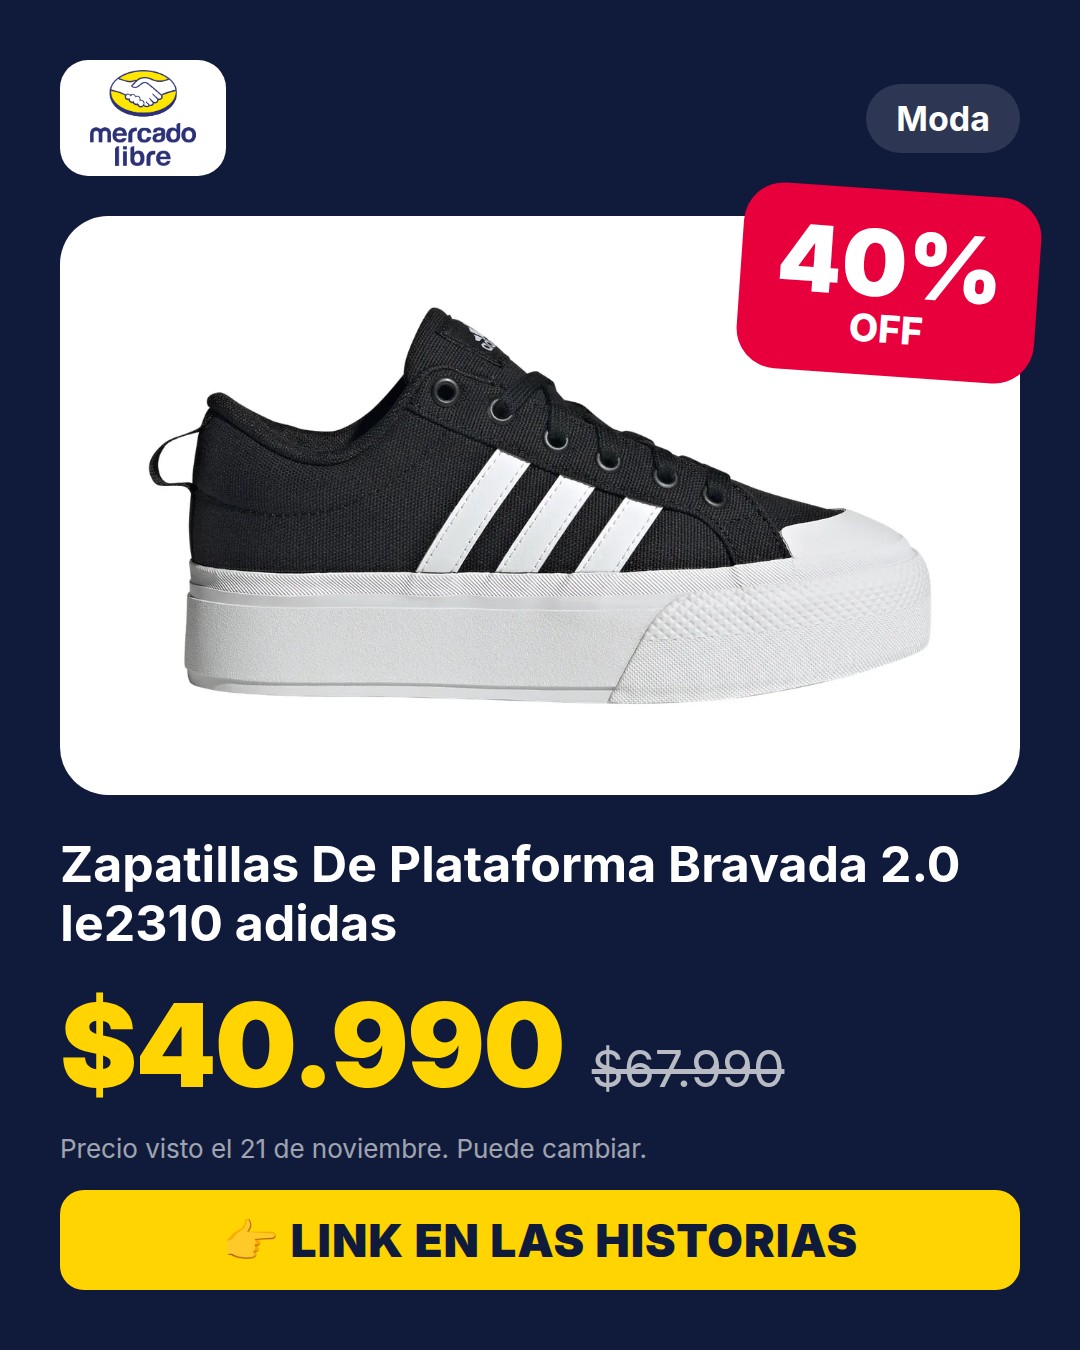 mercado
libre
Moda
40%
OFF
Zapatillas De Plataforma Bravada 2.0
Ie2310 adidas
$40.990 $67.990
Precio visto el 21 de noviembre. Puede cambiar.
👉 LINK EN LAS HISTORIAS